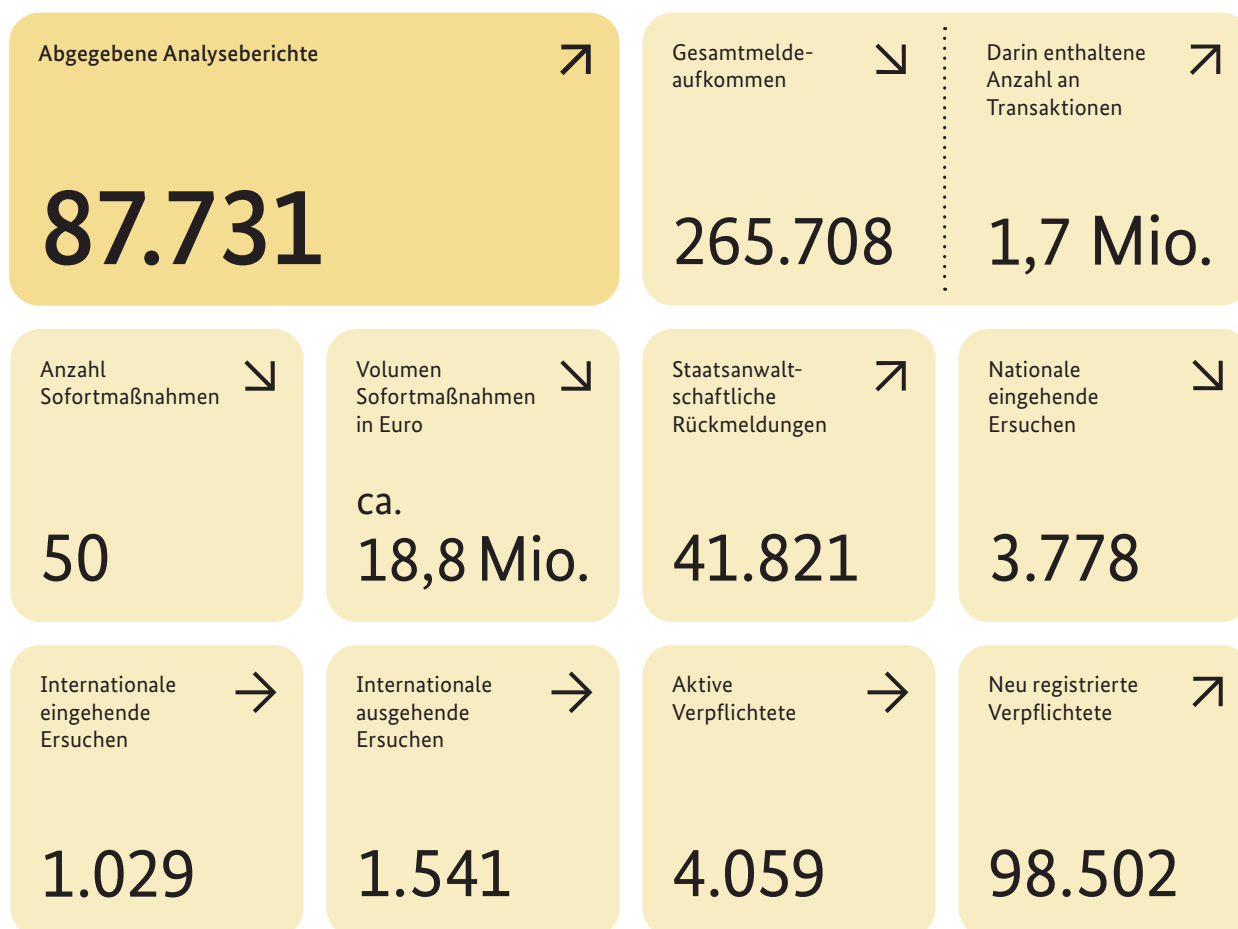 Abgegebene Analyseberichte
87.731
Gesamtmelde-
aufkommen
265.708
Darin enthaltene
Anzahl an
Transaktionen
1,7 Mio.
Anzahl
Sofortmaßnahmen
50
Volumen
Sofortmaßnahmen
in Euro
ca.
18,8 Mio.
Staatsanwalt-
schaftliche
Rückmeldungen
41.821
Nationale
eingehende
Ersuchen
3.778
Internationale
eingehende
Ersuchen
1.029
Internationale
ausgehende
Ersuchen
1.541
Aktive
Verpflichtete
4.059
Neu registrierte
Verpflichtete
98.502